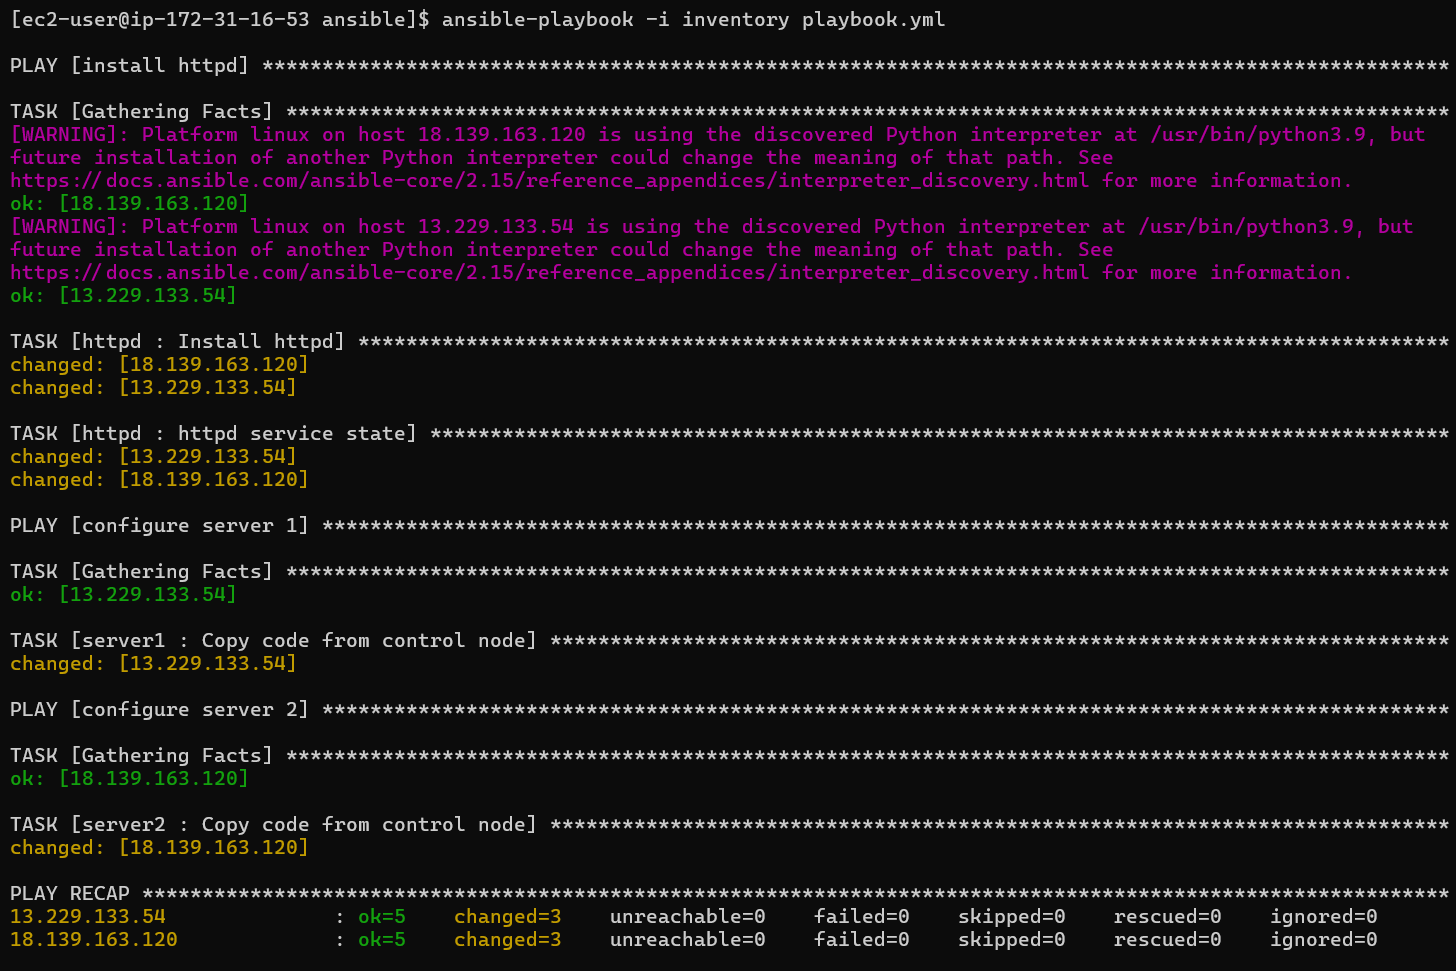 [ec2-user@ip-172-31-16-53 ansible]$ ansible-playbook -i inventory playbook.yml
PLAY [install httpd] ***************************************************************************************************
TASK [Gathering Facts] *************************************************************************************************
[WARNING]: Platform linux on host 18.139.163.120 is using the discovered Python interpreter at /usr/bin/python3.9, but
future installation of another Python interpreter could change the meaning of that path. See
https://docs.ansible.com/ansible-core/2.15/reference_appendices/interpreter_discovery.html for more information.
ok: [18.139.163.120]
[WARNING]: Platform linux on host 13.229.133.54 is using the discovered Python interpreter at /usr/bin/python3.9, but
future installation of another Python interpreter could change the meaning of that path. See
https://docs.ansible.com/ansible-core/2.15/reference_appendices/interpreter_discovery.html for more information.
ok: [13.229.133.54]
TASK [httpd : Install httpd] *******************************************************************************************
changed: [18.139.163.120]
changed: [13.229.133.54]
TASK [httpd : httpd service state] *************************************************************************************
changed: [13.229.133.54]
changed: [18.139.163.120]
PLAY [configure server 1] **********************************************************************************************
TASK [Gathering Facts] *************************************************************************************************
ok: [13.229.133.54]
TASK [server1 : Copy code from control node] ***************************************************************************
changed: [13.229.133.54]
PLAY [configure server 2] **********************************************************************************************
TASK [Gathering Facts] *************************************************************************************************
ok: [18.139.163.120]
TASK [server2 : Copy code from control node] ***************************************************************************
changed: [18.139.163.120]
PLAY RECAP *************************************************************************************************************
13.229.133.54              : ok=5    changed=3    unreachable=0    failed=0    skipped=0    rescued=0    ignored=0
18.139.163.120             : ok=5    changed=3    unreachable=0    failed=0    skipped=0    rescued=0    ignored=0